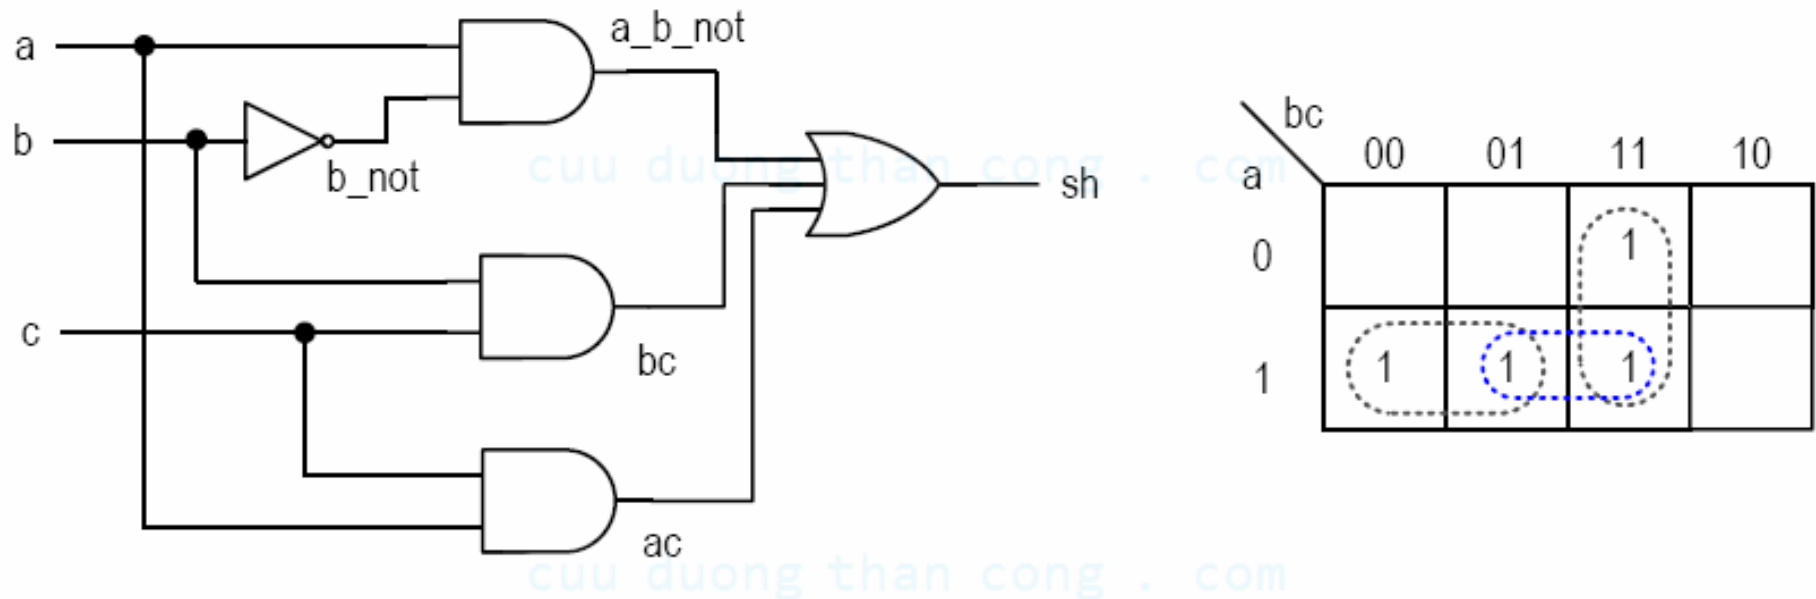 a
a_b_not
b
b_not
cuu duong than cong . com
sh
c
bc
ac
cuu duong than cong . com
bc
a
00 01 11 10
0
1
1
1 1 1